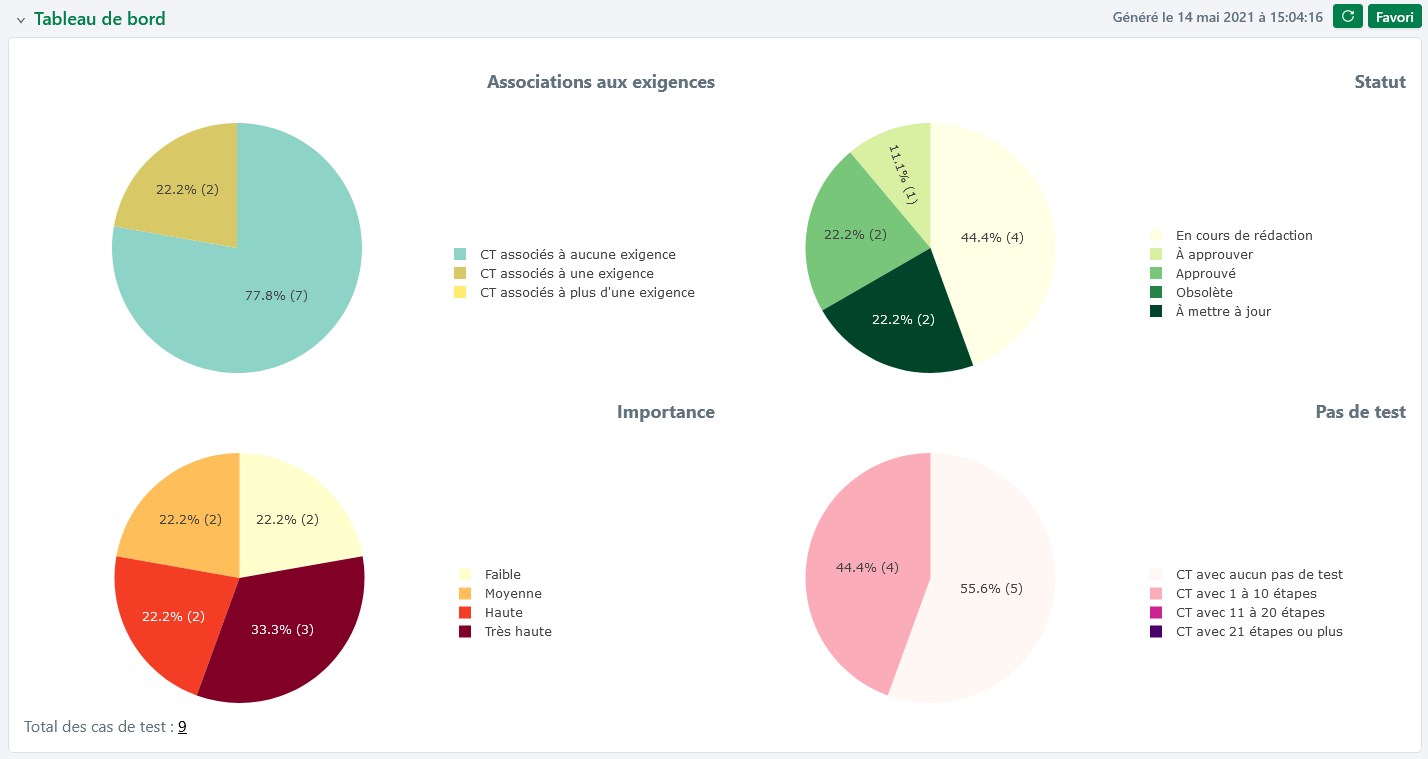 Tableau de bord
Généré le 14 mai 2021 à 15:04:16
Favori
Associations aux exigences
22.2% (2)
77.8% (7)
CT associés à aucune exigence
CT associés à une exigence
CT associés à plus d'une exigence
Statut
11.1% (1)
22.2% (2)
44.4% (4)
22.2% (2)
En cours de rédaction
À approuver
Approuvé
Obsolète
À mettre à jour
Importance
22.2% (2)
22.2% (2)
22.2% (2)
33.3% (3)
Faible
Moyenne
Haute
Très haute
Pas de test
44.4% (4)
55.6% (5)
CT avec aucun pas de test
CT avec 1 à 10 étapes
CT avec 11 à 20 étapes
CT avec 21 étapes ou plus
Total des cas de test : 9